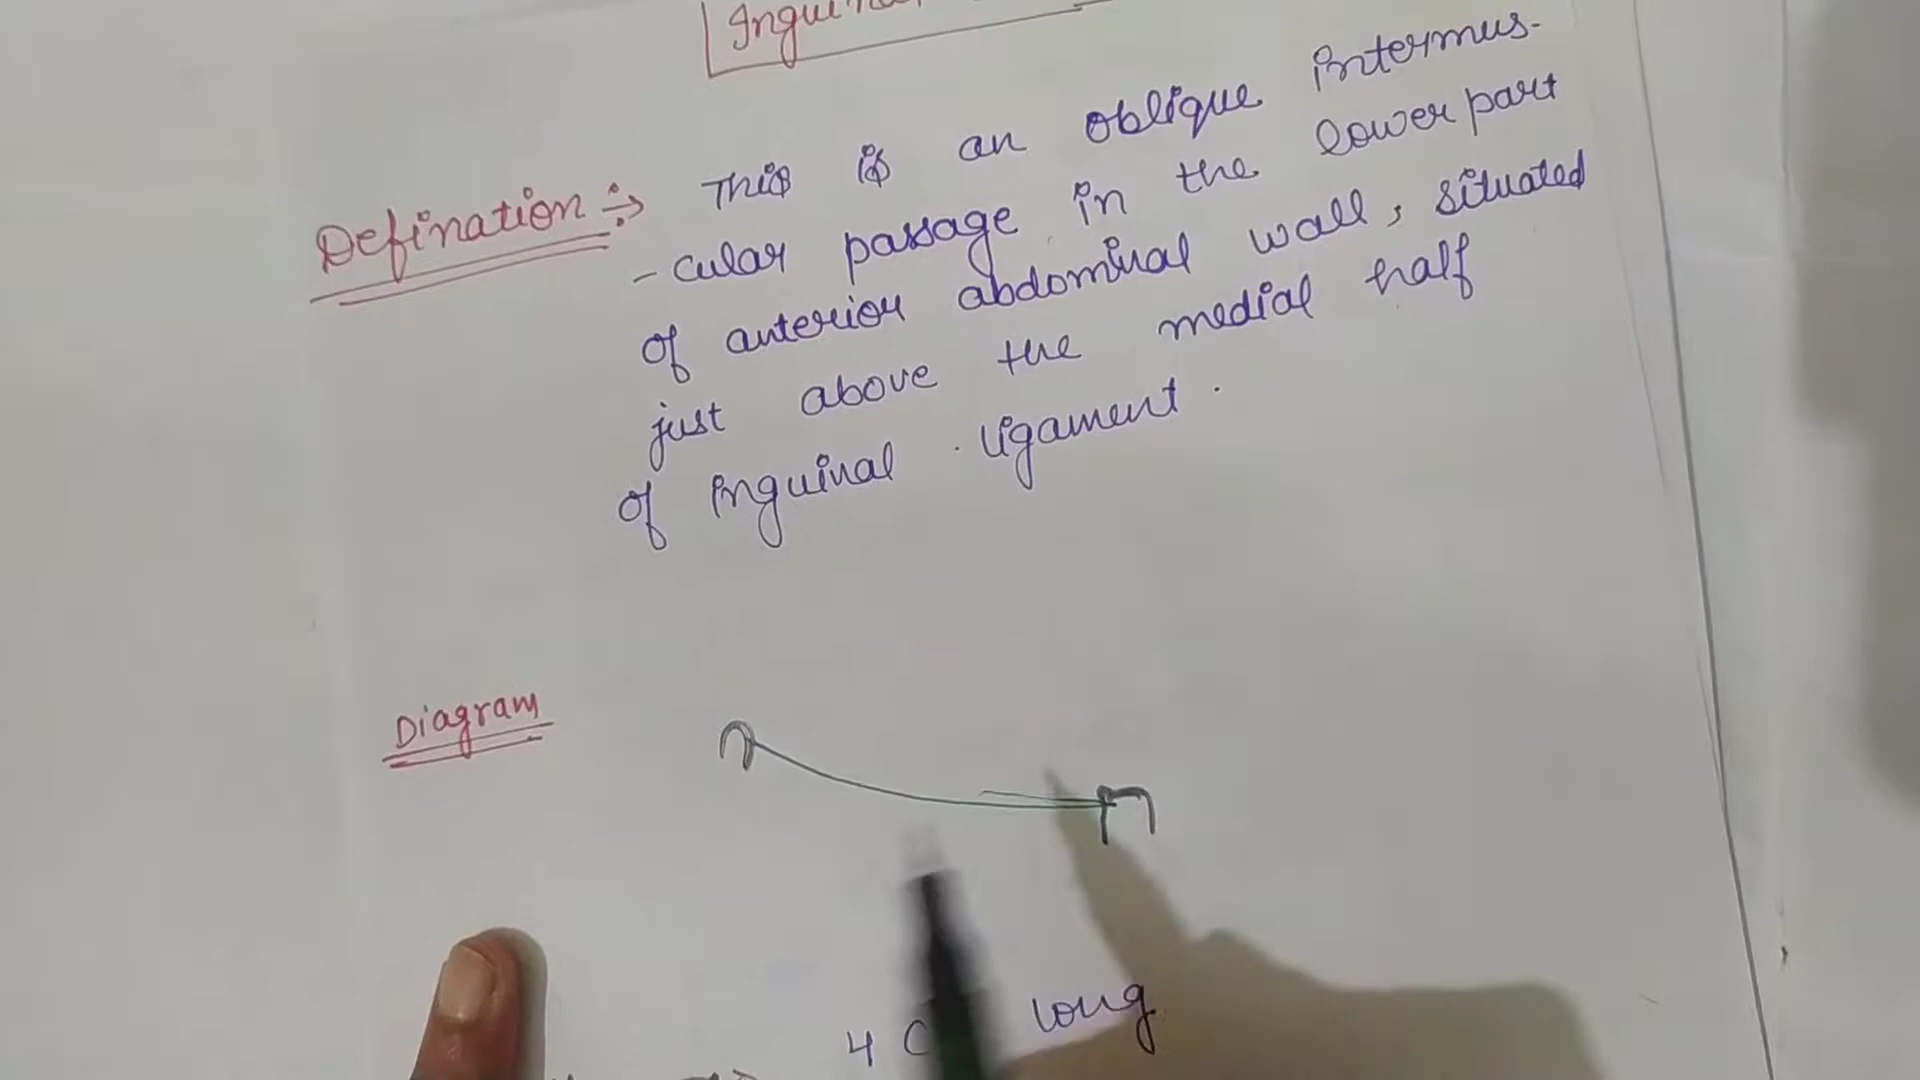 Defination :→ This is an oblique intermus-
-cular passage in the lower part
of anterior abdominal wall, situated
just above the medial half
of inguinal ligament.
Diagram
4 long